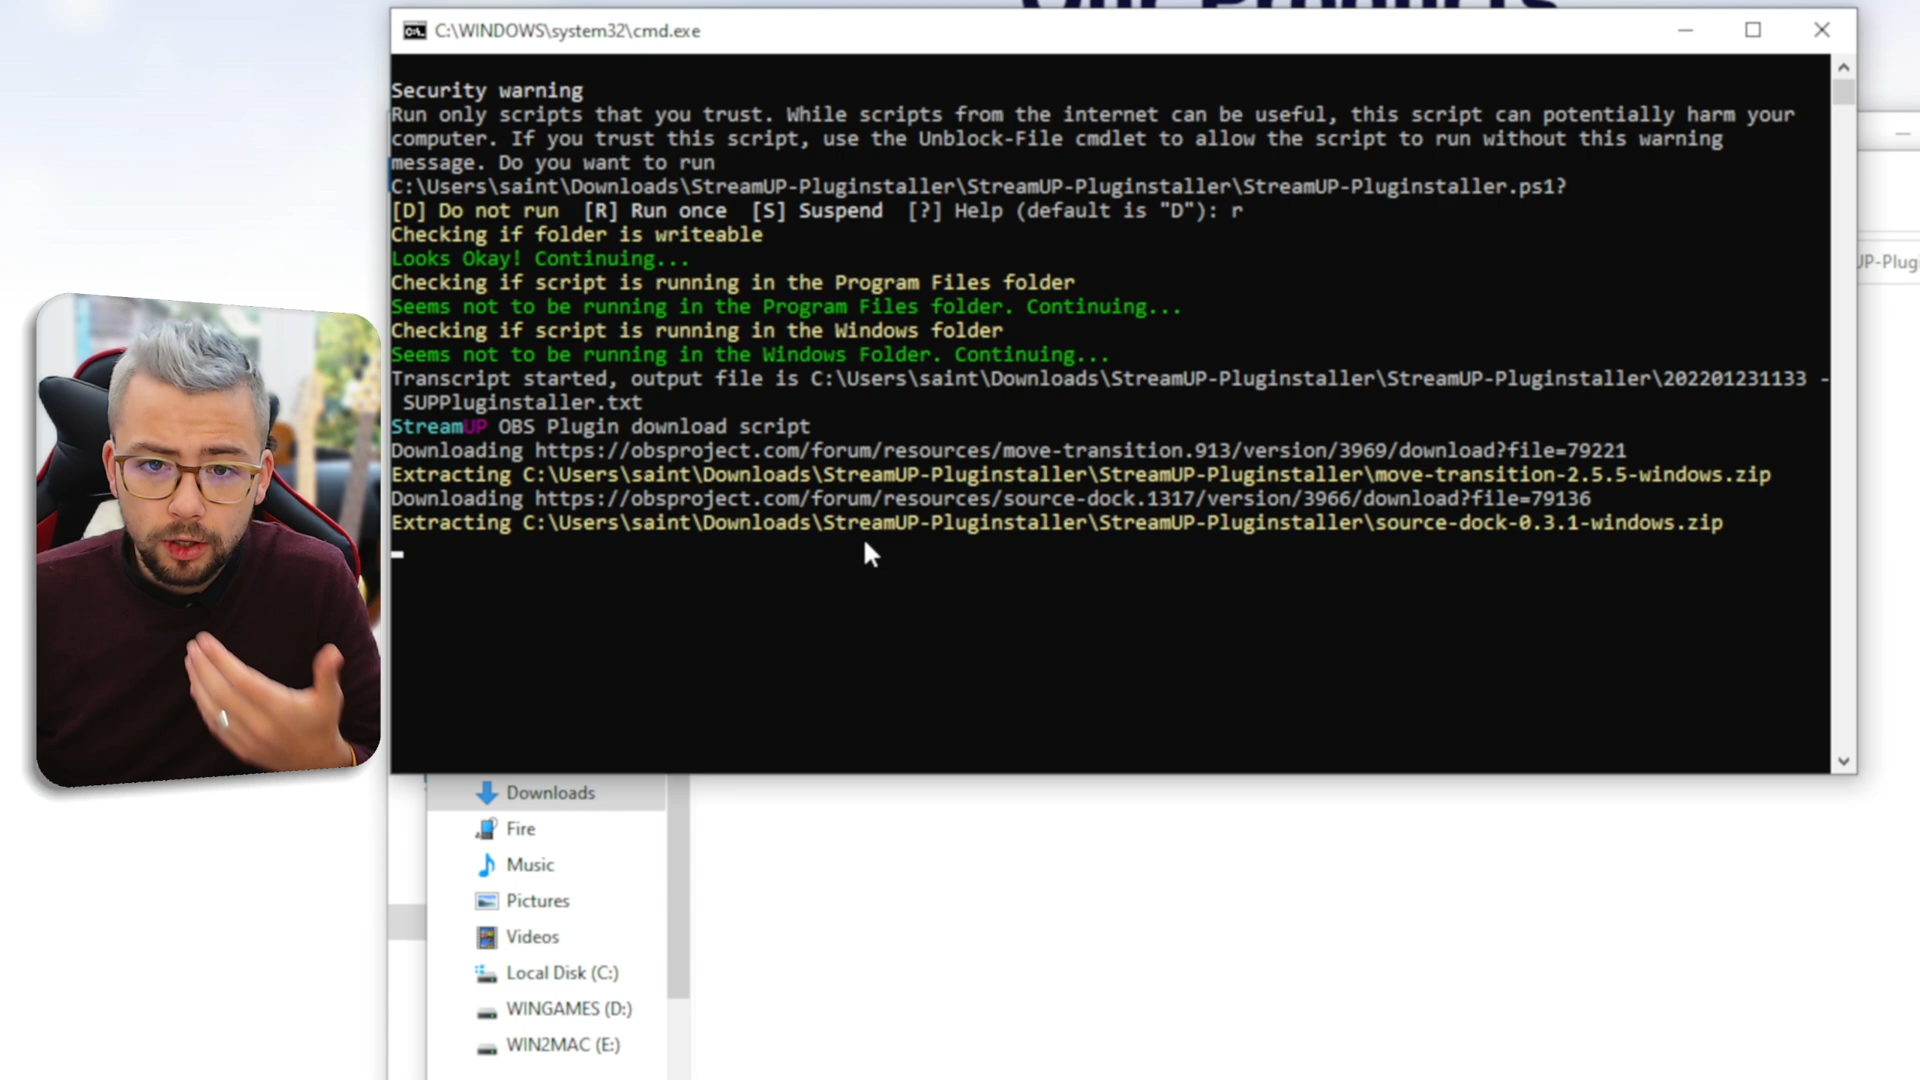 Our Products
C:\WINDOWS\system32\cmd.exe
Security warning
Run only scripts that you trust. While scripts from the internet can be useful, this script can potentially harm your
computer. If you trust this script, use the Unblock-File cmdlet to allow the script to run without this warning
message. Do you want to run
C:\Users\saint\Downloads\StreamUP-Pluginstaller\StreamUP-Pluginstaller\StreamUP-Pluginstaller.ps1?
[D] Do not run  [R] Run once  [S] Suspend  [?] Help (default is "D"): r
Checking if folder is writeable
Looks Okay! Continuing...
Checking if script is running in the Program Files folder
Seems not to be running in the Program Files folder. Continuing...
Checking if script is running in the Windows folder
Seems not to be running in the Windows Folder. Continuing...
Transcript started, output file is C:\Users\saint\Downloads\StreamUP-Pluginstaller\StreamUP-Pluginstaller\202201231133 -
SUPPluginstaller.txt
StreamUP OBS Plugin download script
Downloading https://obsproject.com/forum/resources/move-transition.913/version/3969/download?file=79221
Extracting C:\Users\saint\Downloads\StreamUP-Pluginstaller\StreamUP-Pluginstaller\move-transition-2.5.5-windows.zip
Downloading https://obsproject.com/forum/resources/source-dock.1317/version/3966/download?file=79136
Extracting C:\Users\saint\Downloads\StreamUP-Pluginstaller\StreamUP-Pluginstaller\source-dock-0.3.1-windows.zip
UP-Plugi
Downloads
Fire
Music
Pictures
Videos
Local Disk (C:)
WINGAMES (D:)
WIN2MAC (E:)